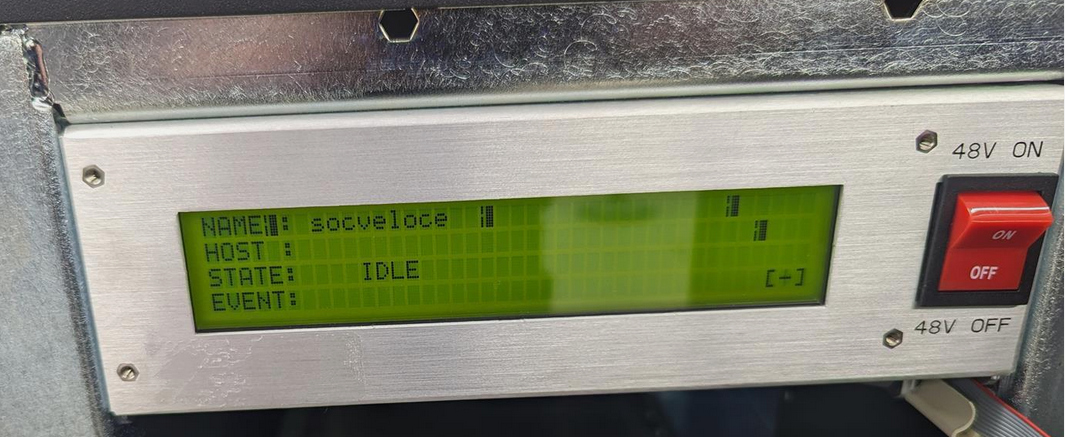 48V ON
NAME: socveloce
HOST :
STATE: IDLE
EVENT: [-]
ON
OFF
48V OFF